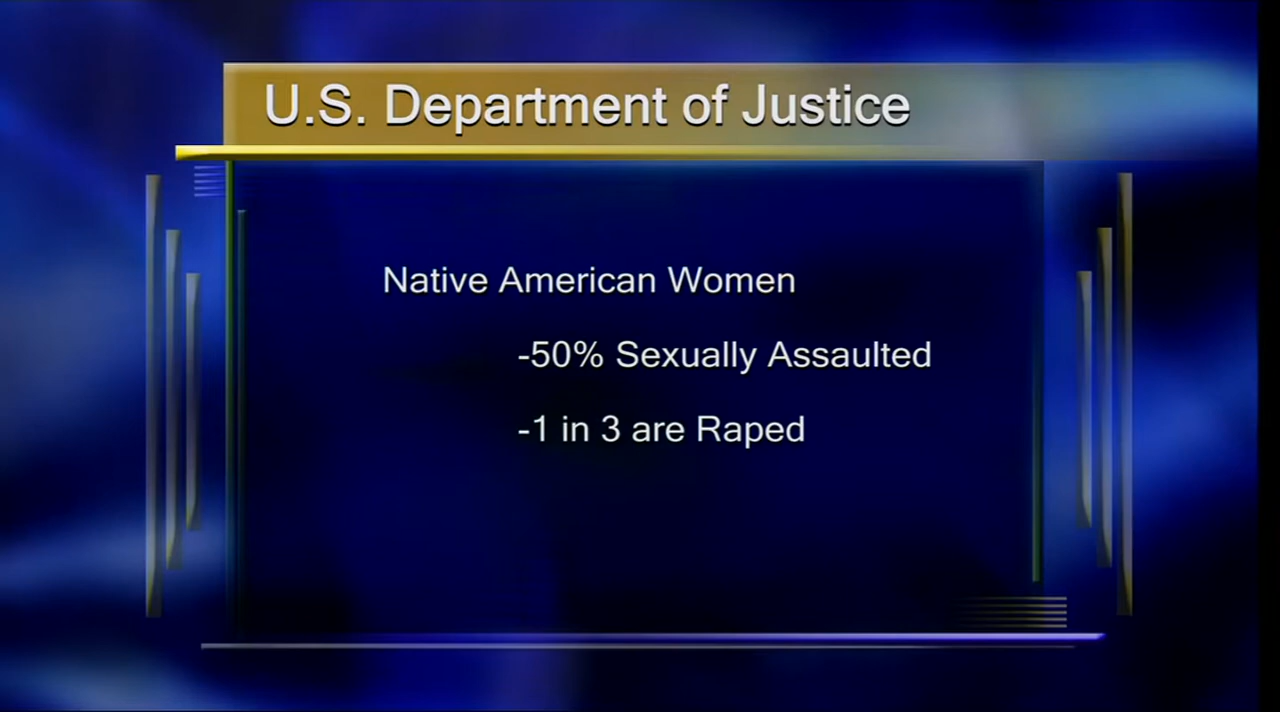 U.S. Department of Justice
Native American Women
-50% Sexually Assaulted
-1 in 3 are Raped